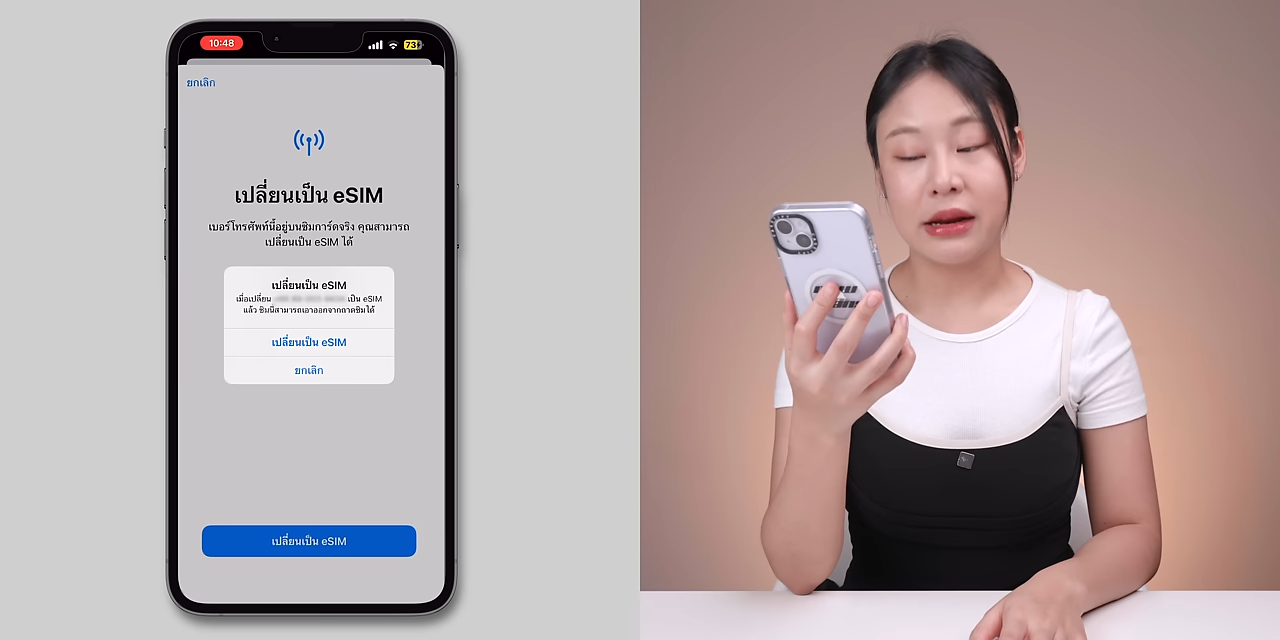 10:48
73
ยกเลิก
เปลี่ยนเป็น eSIM
เบอร์โทรศัพท์นี้อยู่บนซิมการ์ดจริง คุณสามารถ
เปลี่ยนเป็น eSIM ได้
เปลี่ยนเป็น eSIM
เมื่อเปลี่ยน เป็น eSIM
แล้ว ซิมนี้สามารถเอาออกจากถาดซิมได้
เปลี่ยนเป็น eSIM
ยกเลิก
เปลี่ยนเป็น eSIM